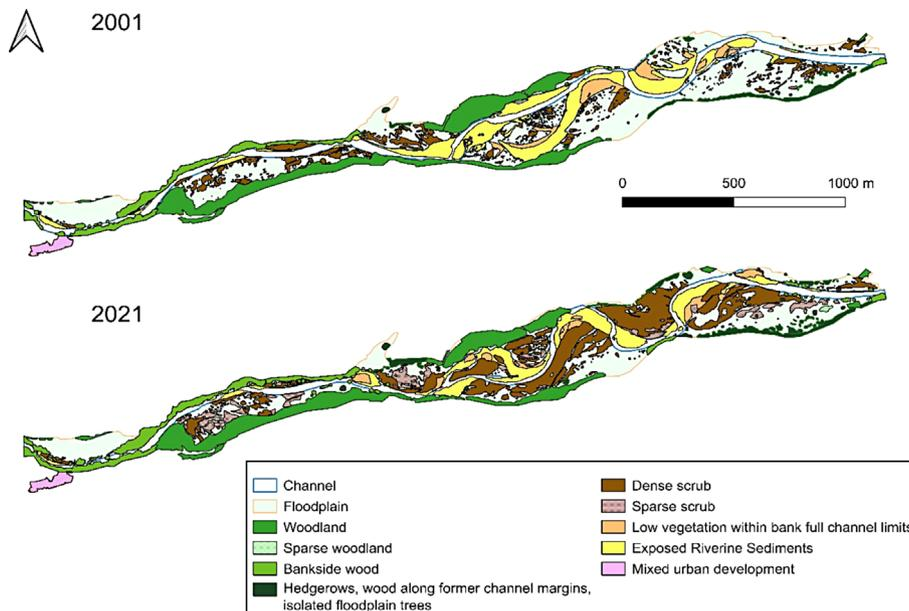 2001
0 500 1000 m
2021
Channel
Floodplain
Woodland
Sparse woodland
Bankside wood
Hedgerows, wood along former channel margins,
isolated floodplain trees
Dense scrub
Sparse scrub
Low vegetation within bank full channel limits
Exposed Riverine Sediments
Mixed urban development